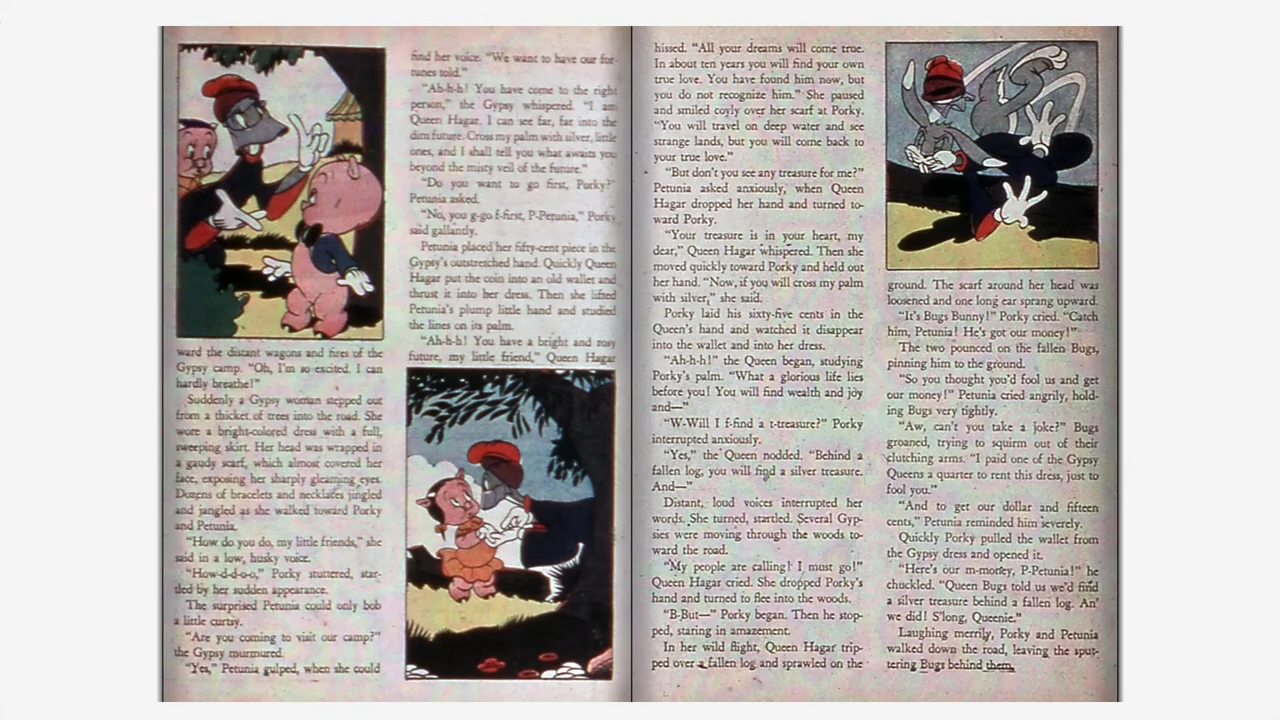 ward the distant wagons and fires of the
Gypsy camp. "Oh, I'm so excited. I can
hardly breathe!"
Suddenly a Gypsy woman stepped out
from a thicket of trees into the road. She
wore a bright-colored dress with a full,
sweeping skirt. Her head was wrapped in
a gaudy scarf, which almost covered her
face, exposing her sharply gleaming eyes.
Dozens of bracelets and necklaces jingled
and jangled as she walked toward Porky
and Petunia.
"How do you do, my little friends," she
said in a low, husky voice.
"How-d-d-o-o," Porky stuttered, star-
tled by her sudden appearance.
The surprised Petunia could only bob
a little curtsy.
"Are you coming to visit our camp?"
the Gypsy murmured.
"Yes," Petunia gulped, when she could
find her voice. "We want to have our for-
tunes told."
"Ah-h-h! You have come to the right
person," the Gypsy whispered. "I am
Queen Hagar. I can see far, far into the
dim future. Cross my palm with silver, little
ones, and I shall tell you what awaits you
beyond the misty veil of the future."
"Do you want to go first, Porky?"
Petunia asked.
"No, you g-go f-first, P-Petunia," Porky
said gallantly.
Petunia placed her fifty-cent piece in the
Gypsy's outstretched hand. Quickly Queen
Hagar put the coin into an old wallet and
thrust it into her dress. Then she lifted
Petunia's plump little hand and studied
the lines on its palm.
"Ah-h-h! You have a bright and rosy
future, my little friend," Queen Hagar
hissed. "All your dreams will come true.
In about ten years you will find your own
true love. You have found him now, but
you do not recognize him." She paused
and smiled coyly over her scarf at Porky.
"You will travel on deep water and see
strange lands, but you will come back to
your true love."
"But don't you see any treasure for me?"
Petunia asked anxiously, when Queen
Hagar dropped her hand and turned to-
ward Porky.
"Your treasure is in your heart, my
dear," Queen Hagar whispered. Then she
moved quickly toward Porky and held out
her hand. "Now, if you will cross my palm
with silver," she said.
Porky laid his sixty-five cents in the
Queen's hand and watched it disappear
into the wallet and into her dress.
"Ah-h-h!" the Queen began, studying
Porky's palm. "What a glorious life lies
before you! You will find wealth and joy
and—"
"W-Will I f-find a t-treasure?" Porky
interrupted anxiously.
"Yes," the Queen nodded. "Behind a
fallen log, you will find a silver treasure.
And—"
Distant, loud voices interrupted her
words. She turned, startled. Several Gyp-
sies were moving through the woods to-
ward the road.
"My people are calling! I must go!"
Queen Hagar cried. She dropped Porky's
hand and turned to flee into the woods.
"B-But—" Porky began. Then he stop-
ped, staring in amazement.
In her wild flight, Queen Hagar trip-
ped over a fallen log and sprawled on the
ground. The scarf around her head was
loosened and one long ear sprang upward.
"It's Bugs Bunny!" Porky cried. "Catch
him, Petunia! He's got our money!"
The two pounced on the fallen Bugs,
pinning him to the ground.
"So you thought you'd fool us and get
our money!" Petunia cried angrily, hold-
ing Bugs very tightly.
"Aw, can't you take a joke?" Bugs
groaned, trying to squirm out of their
clutching arms. "I paid one of the Gypsy
Queens a quarter to rent this dress, just to
fool you."
"And to get our dollar and fifteen
cents," Petunia reminded him severely.
Quickly Porky pulled the wallet from
the Gypsy dress and opened it.
"Here's our m-money, P-Petunia!" he
chuckled. "Queen Bugs told us we'd find
a silver treasure behind a fallen log. An'
we did! S'long, Queenie."
Laughing merrily, Porky and Petunia
walked down the road, leaving the sput-
tering Bugs behind them.